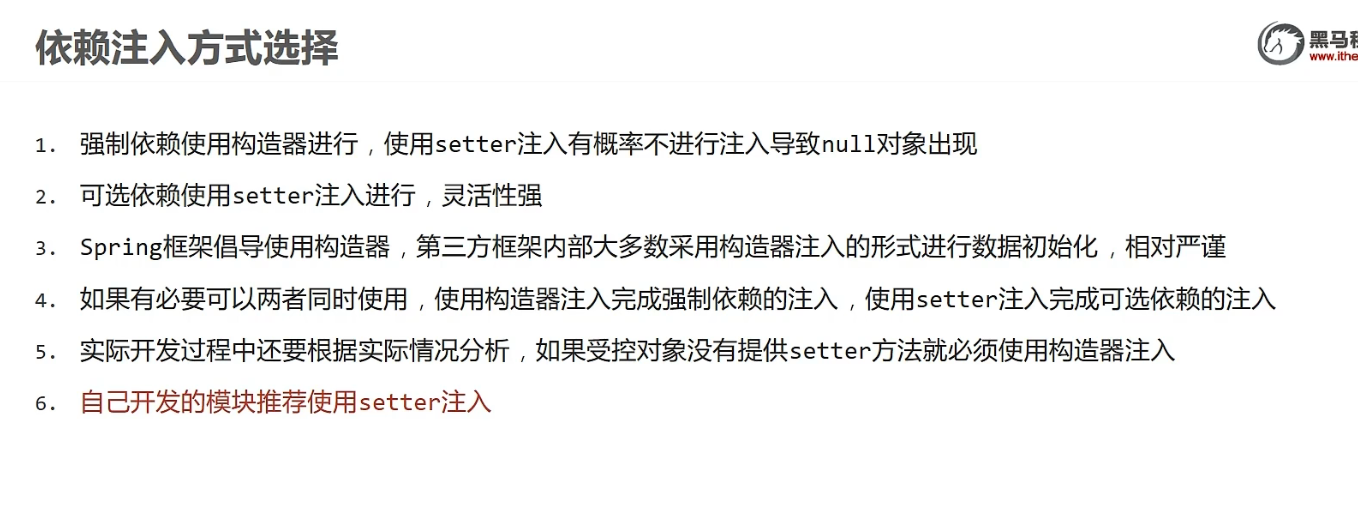 依赖注入方式选择
黑马程
www.ithe
1. 强制依赖使用构造器进行，使用setter注入有概率不进行注入导致null对象出现
2. 可选依赖使用setter注入进行，灵活性强
3. Spring框架倡导使用构造器，第三方框架内部大多数采用构造器注入的形式进行数据初始化，相对严谨
4. 如果有必要可以两者同时使用，使用构造器注入完成强制依赖的注入，使用setter注入完成可选依赖的注入
5. 实际开发过程中还要根据实际情况分析，如果受控对象没有提供setter方法就必须使用构造器注入
6. 自己开发的模块推荐使用setter注入